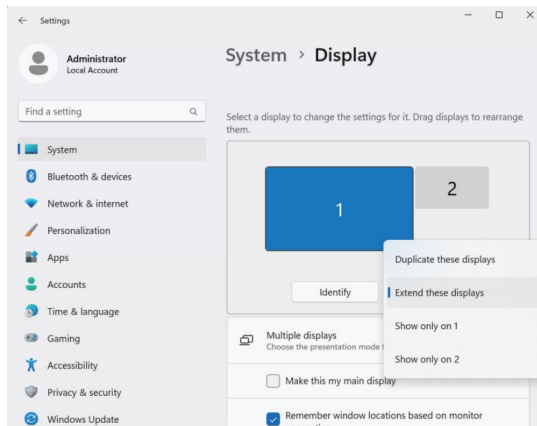 Settings
Administrator
Local Account
Find a setting
System
Bluetooth & devices
Network & internet
Personalization
Apps
Accounts
Time & language
Gaming
Accessibility
Privacy & security
Windows Update
System > Display
Select a display to change the settings for it. Drag displays to rearrange
them.
1
2
Identify
Duplicate these displays
Extend these displays
Show only on 1
Show only on 2
Multiple displays
Choose the presentation mode
Make this my main display
Remember window locations based on monitor